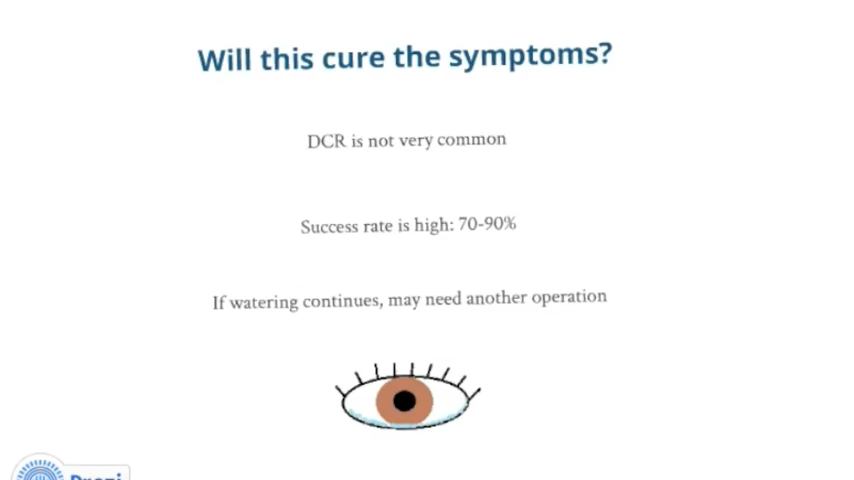 Will this cure the symptoms?
DCR is not very common
Success rate is high: 70-90%
If watering continues, may need another operation
Prezi